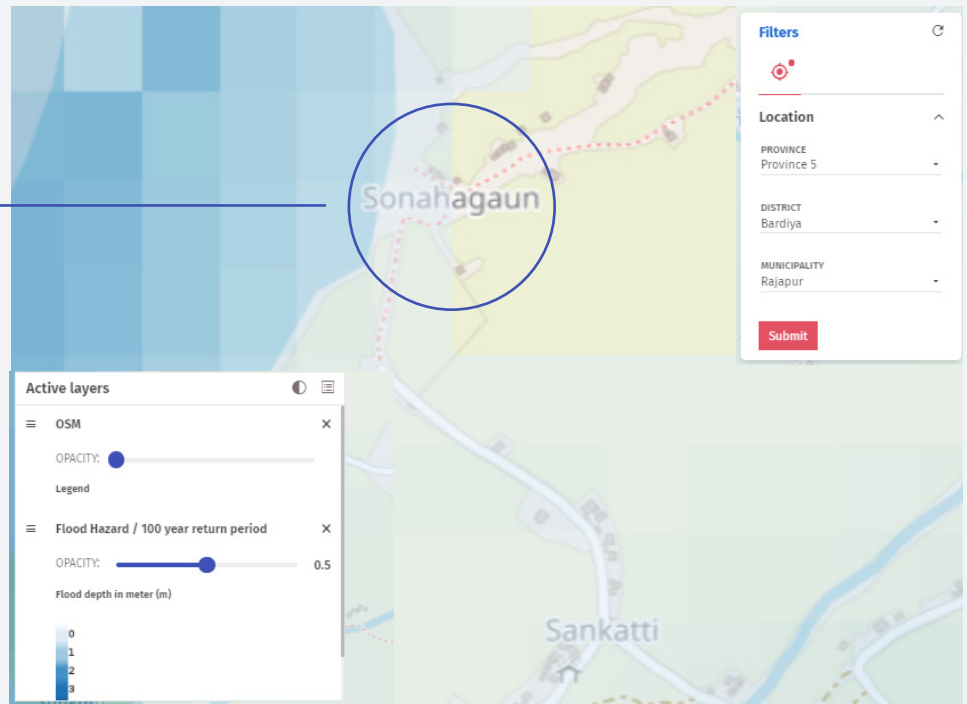 Filters
Location
PROVINCE
Province 5
DISTRICT
Bardiya
MUNICIPALITY
Rajapur
Submit
Sonahagaun
Active layers
OSM
OPACITY:
Legend
Flood Hazard / 100 year return period
OPACITY: 0.5
Flood depth in meter (m)
0
1
2
3
Sankatti